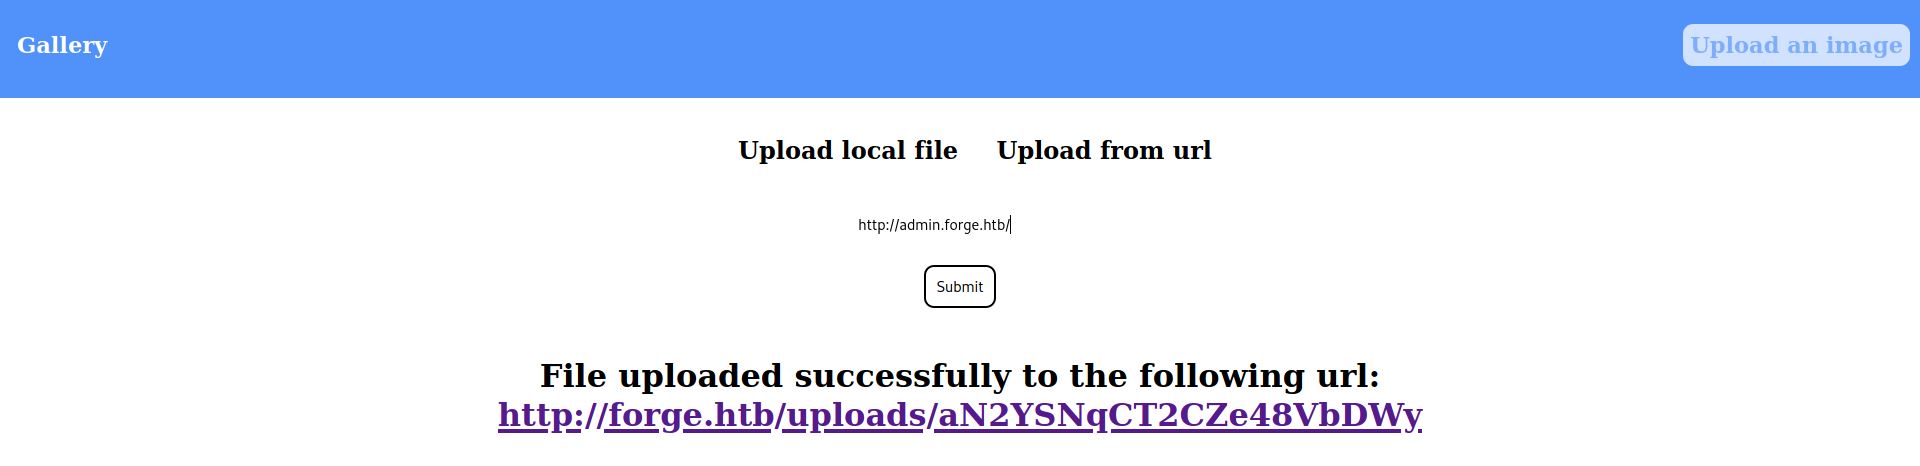 Gallery
Upload an image
Upload local file
Upload from url
http://admin.forge.htb/
Submit
File uploaded successfully to the following url:
http://forge.htb/uploads/aN2YSNqCT2CZe48VbDWy